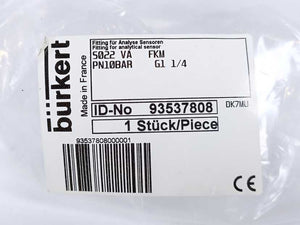 Fitting für Analyse Sensoren
Fitting for analytical sensor
S022 VA FKM
PN10BAR G1 1/4
bürkert
Made in France
ID-No 93537808
DK7MU
1 Stück/Piece
93537808000001
CE